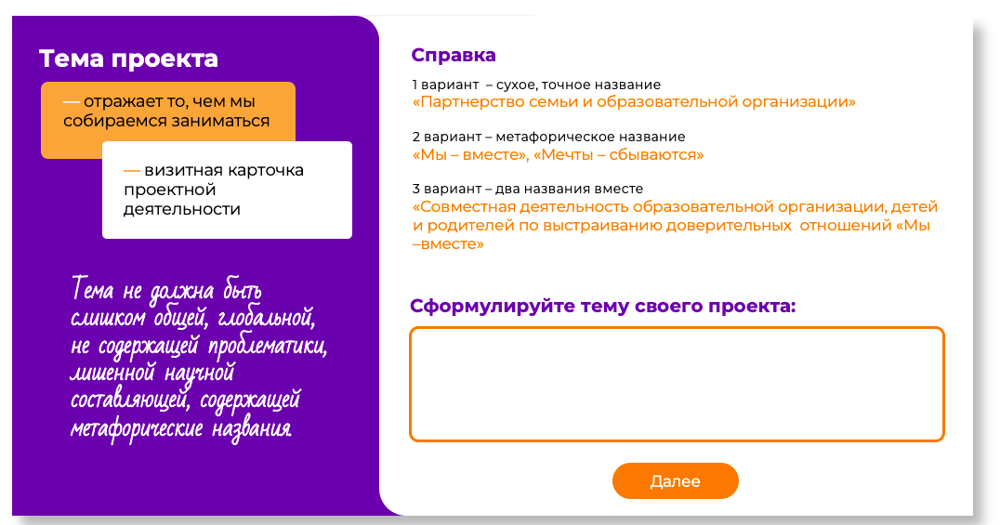 Тема проекта
— отражает то, чем мы
собираемся заниматься
— визитная карточка
проектной
деятельности
Тема не должна быть
слишком общей, глобальной,
не содержащей проблематики,
лишенной научной
составляющей, содержащей
метафорические названия.
Справка
1 вариант – сухое, точное название
«Партнерство семьи и образовательной организации»
2 вариант – метафорическое название
«Мы – вместе», «Мечты – сбываются»
3 вариант – два названия вместе
«Совместная деятельность образовательной организации, детей
и родителей по выстраиванию доверительных отношений «Мы
–вместе»
Сформулируйте тему своего проекта:
Далее